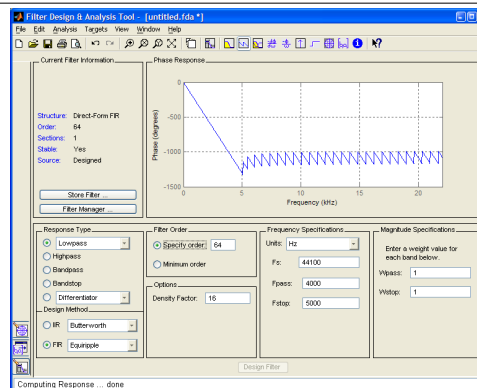 Filter Design & Analysis Tool - [untitled.fda *]
File Edit Analysis Targets View Window Help
Current Filter Information
Structure: Direct-Form FIR
Order: 64
Sections: 1
Stable: Yes
Source: Designed
Store Filter ...
Filter Manager ...
Phase Response
Phase (degrees)
0
-500
-1000
-1500
0 5 10 15 20
Frequency (kHz)
Response Type
Lowpass
Highpass
Bandpass
Bandstop
Differentiator
Design Method
IIR Butterworth
FIR Equiripple
Filter Order
Specify order: 64
Minimum order
Options
Density Factor: 16
Frequency Specifications
Units: Hz
Fs: 44100
Fpass: 4000
Fstop: 5000
Magnitude Specifications
Enter a weight value for
each band below.
Wpass: 1
Wstop: 1
Design Filter
Computing Response ... done